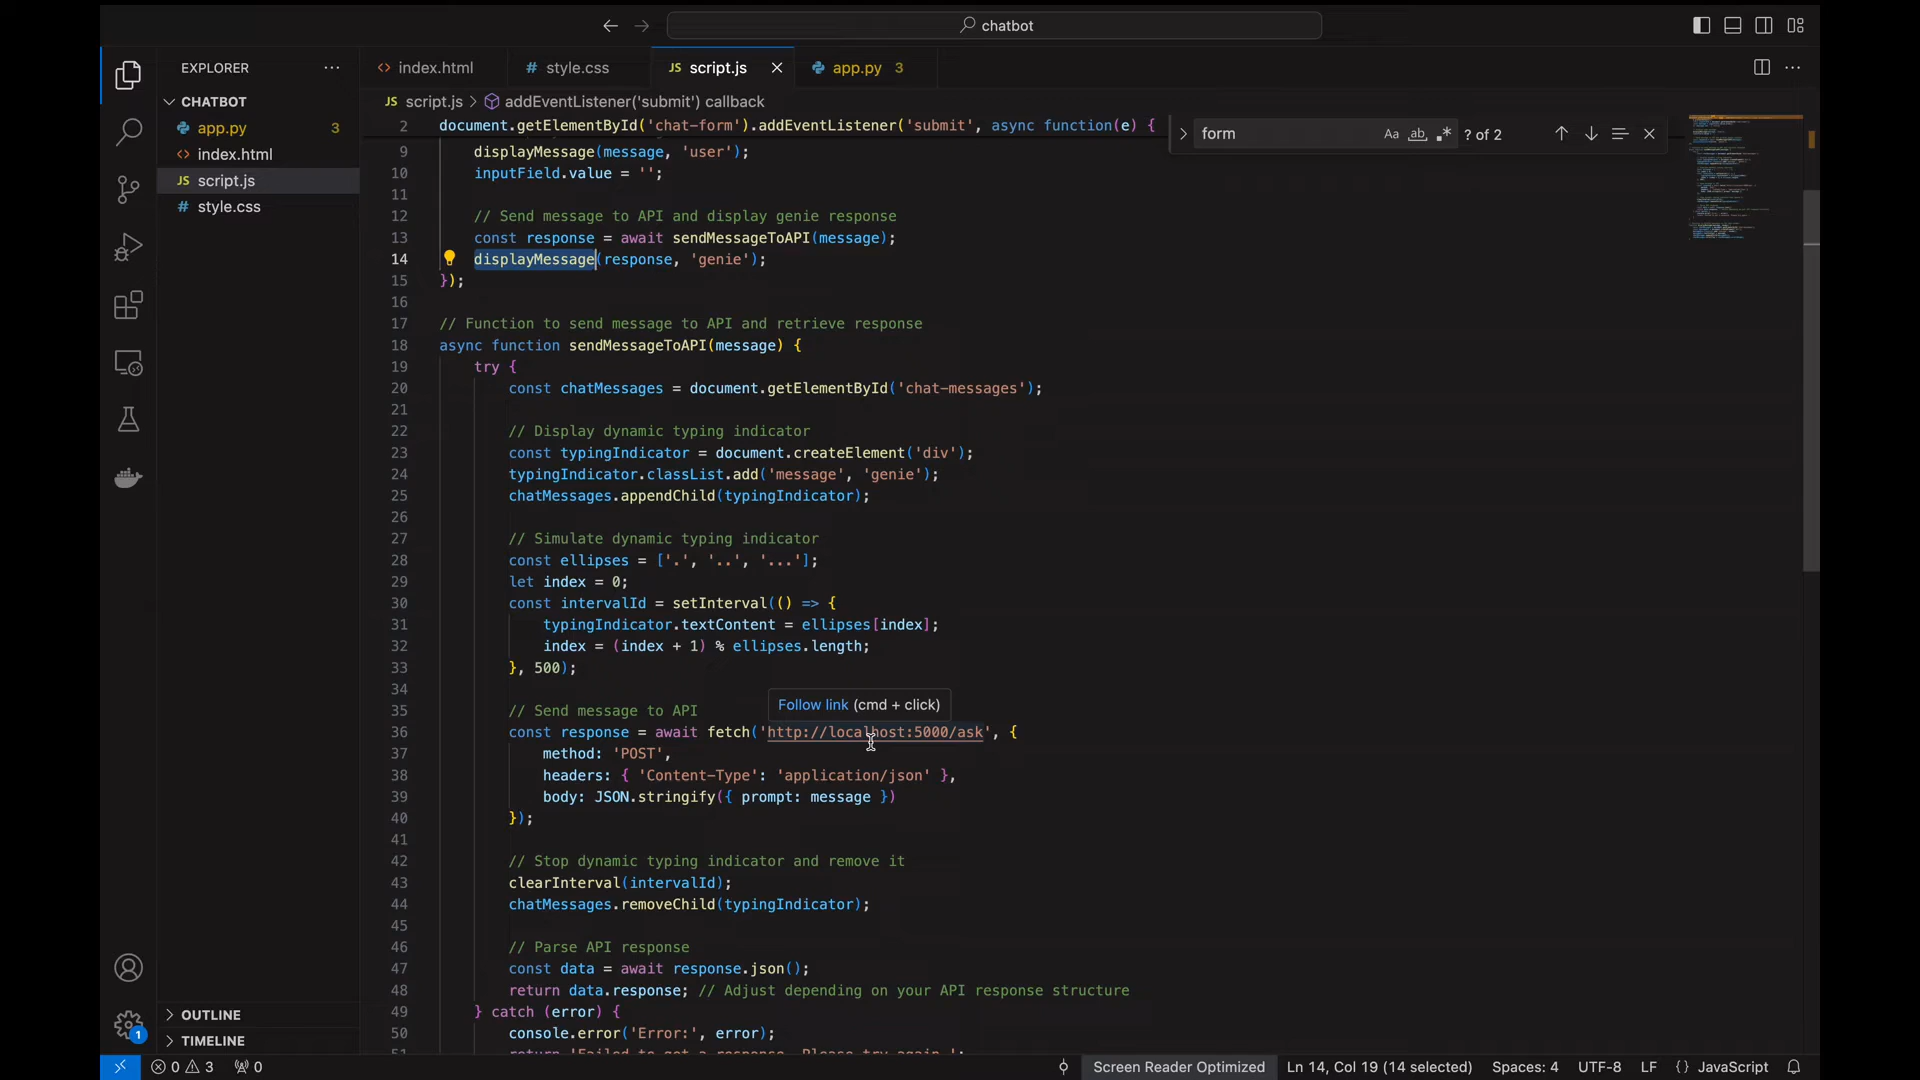 chatbot
EXPLORER
index.html
style.css
script.js
app.py 3
CHATBOT
script.js > addEventListener('submit') callback
app.py 3
index.html
script.js
style.css
form
Aa ab ? of 2
2 document.getElementById('chat-form').addEventListener('submit', async function(e) {
9 displayMessage(message, 'user');
10 inputField.value = '';
11
12 // Send message to API and display genie response
13 const response = await sendMessageToAPI(message);
14 displayMessage(response, 'genie');
15 });
16
17 // Function to send message to API and retrieve response
18 async function sendMessageToAPI(message) {
19 try {
20 const chatMessages = document.getElementById('chat-messages');
21
22 // Display dynamic typing indicator
23 const typingIndicator = document.createElement('div');
24 typingIndicator.classList.add('message', 'genie');
25 chatMessages.appendChild(typingIndicator);
26
27 // Simulate dynamic typing indicator
28 const ellipses = ['.', '..', '...'];
29 let index = 0;
30 const intervalId = setInterval(() => {
31 typingIndicator.textContent = ellipses[index];
32 index = (index + 1) % ellipses.length;
33 }, 500);
34
Follow link (cmd + click)
35 // Send message to API
36 const response = await fetch('http://localhost:5000/ask', {
37 method: 'POST',
38 headers: { 'Content-Type': 'application/json' },
39 body: JSON.stringify({ prompt: message })
40 });
41
42 // Stop dynamic typing indicator and remove it
43 clearInterval(intervalId);
44 chatMessages.removeChild(typingIndicator);
45
46 // Parse API response
47 const data = await response.json();
48 return data.response; // Adjust depending on your API response structure
49 } catch (error) {
50 console.error('Error:', error);
51 return 'Failed to get a response. Please try again.';
OUTLINE
TIMELINE
1
0 3 0
Screen Reader Optimized Ln 14, Col 19 (14 selected) Spaces: 4 UTF-8 LF {} JavaScript